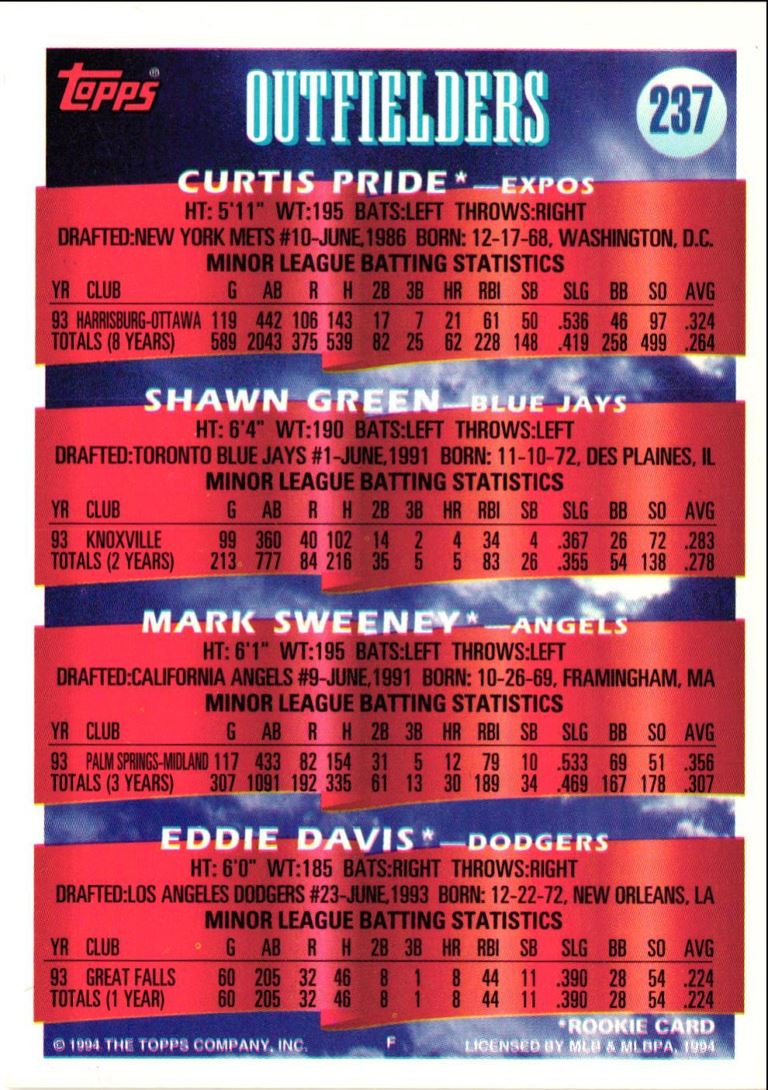 Topps®
OUTFIELDERS
237
CURTIS PRIDE*—EXPOS
HT: 5'11" WT:195 BATS:LEFT THROWS:RIGHT
DRAFTED:NEW YORK METS #10-JUNE,1986 BORN: 12-17-68, WASHINGTON, D.C.
MINOR LEAGUE BATTING STATISTICS
YR CLUB G AB R H 2B 3B HR RBI SB SLG BB SO AVG
93 HARRISBURG-OTTAWA 119 442 106 143 17 7 21 61 50 .536 46 97 .324
TOTALS (8 YEARS) 589 2043 375 539 82 25 62 228 148 .419 258 499 .264
SHAWN GREEN—BLUE JAYS
HT: 6'4" WT:190 BATS:LEFT THROWS:LEFT
DRAFTED:TORONTO BLUE JAYS #1-JUNE,1991 BORN: 11-10-72, DES PLAINES, IL
MINOR LEAGUE BATTING STATISTICS
YR CLUB G AB R H 2B 3B HR RBI SB SLG BB SO AVG
93 KNOXVILLE 99 360 40 102 14 2 4 34 4 .367 26 72 .283
TOTALS (2 YEARS) 213 777 84 216 35 5 5 83 26 .355 54 138 .278
MARK SWEENEY*—ANGELS
HT: 6'1" WT:195 BATS:LEFT THROWS:LEFT
DRAFTED:CALIFORNIA ANGELS #9-JUNE,1991 BORN: 10-26-69, FRAMINGHAM, MA
MINOR LEAGUE BATTING STATISTICS
YR CLUB G AB R H 2B 3B HR RBI SB SLG BB SO AVG
93 PALM SPRINGS-MIDLAND 117 433 82 154 31 5 12 79 10 .533 69 51 .356
TOTALS (3 YEARS) 307 1091 192 335 61 13 30 189 34 .469 167 178 .307
EDDIE DAVIS*—DODGERS
HT: 6'0" WT:185 BATS:RIGHT THROWS:RIGHT
DRAFTED:LOS ANGELES DODGERS #23-JUNE,1993 BORN: 12-22-72, NEW ORLEANS, LA
MINOR LEAGUE BATTING STATISTICS
YR CLUB G AB R H 2B 3B HR RBI SB SLG BB SO AVG
93 GREAT FALLS 60 205 32 46 8 1 8 44 11 .390 28 54 .224
TOTALS (1 YEAR) 60 205 32 46 8 1 8 44 11 .390 28 54 .224
*ROOKIE CARD
© 1994 THE TOPPS COMPANY, INC. F LICENSED BY MLB & MLBPA, 1994